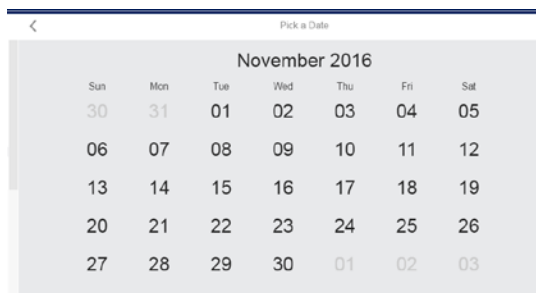 Pick a Date
November 2016
Sun Mon Tue Wed Thu Fri Sat
30 31 01 02 03 04 05
06 07 08 09 10 11 12
13 14 15 16 17 18 19
20 21 22 23 24 25 26
27 28 29 30 01 02 03